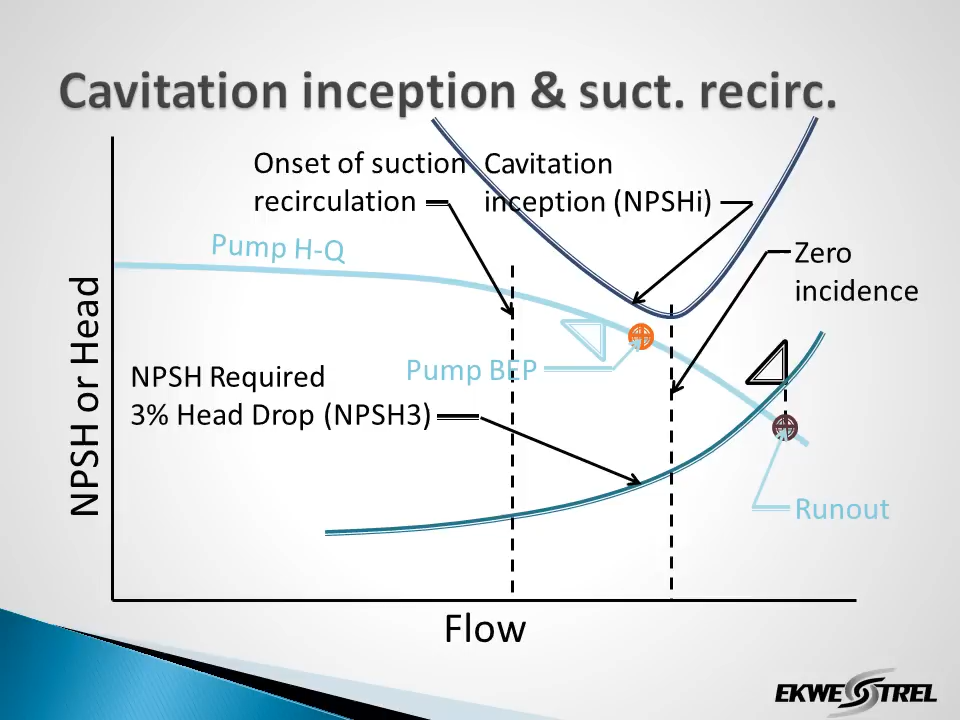 Cavitation inception & suct. recirc.
Onset of suction
recirculation
Cavitation
inception (NPSHi)
Pump H-Q
Zero
incidence
NPSH or Head
Pump BEP
NPSH Required
3% Head Drop (NPSH3)
Runout
Flow
EKWESTREL